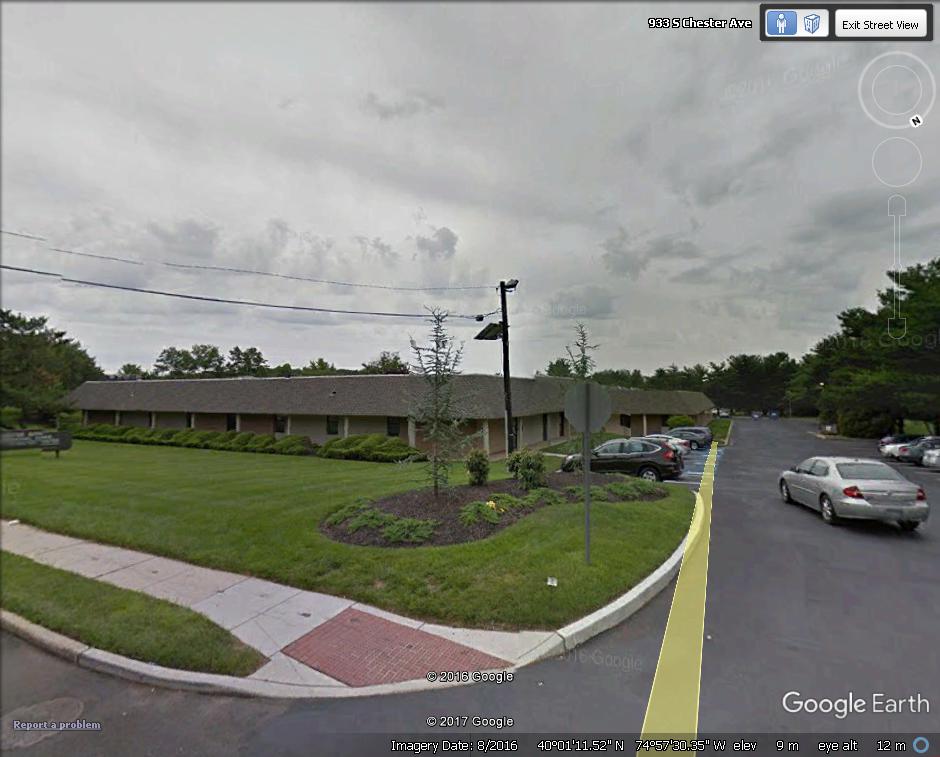 933 S Chester Ave
Exit Street View
N
© 2016 Google
© 2017 Google
Google Earth
Report a problem
Imagery Date: 8/2016 40°01'11.52" N 74°57'30.35" W elev 9 m eye alt 12 m